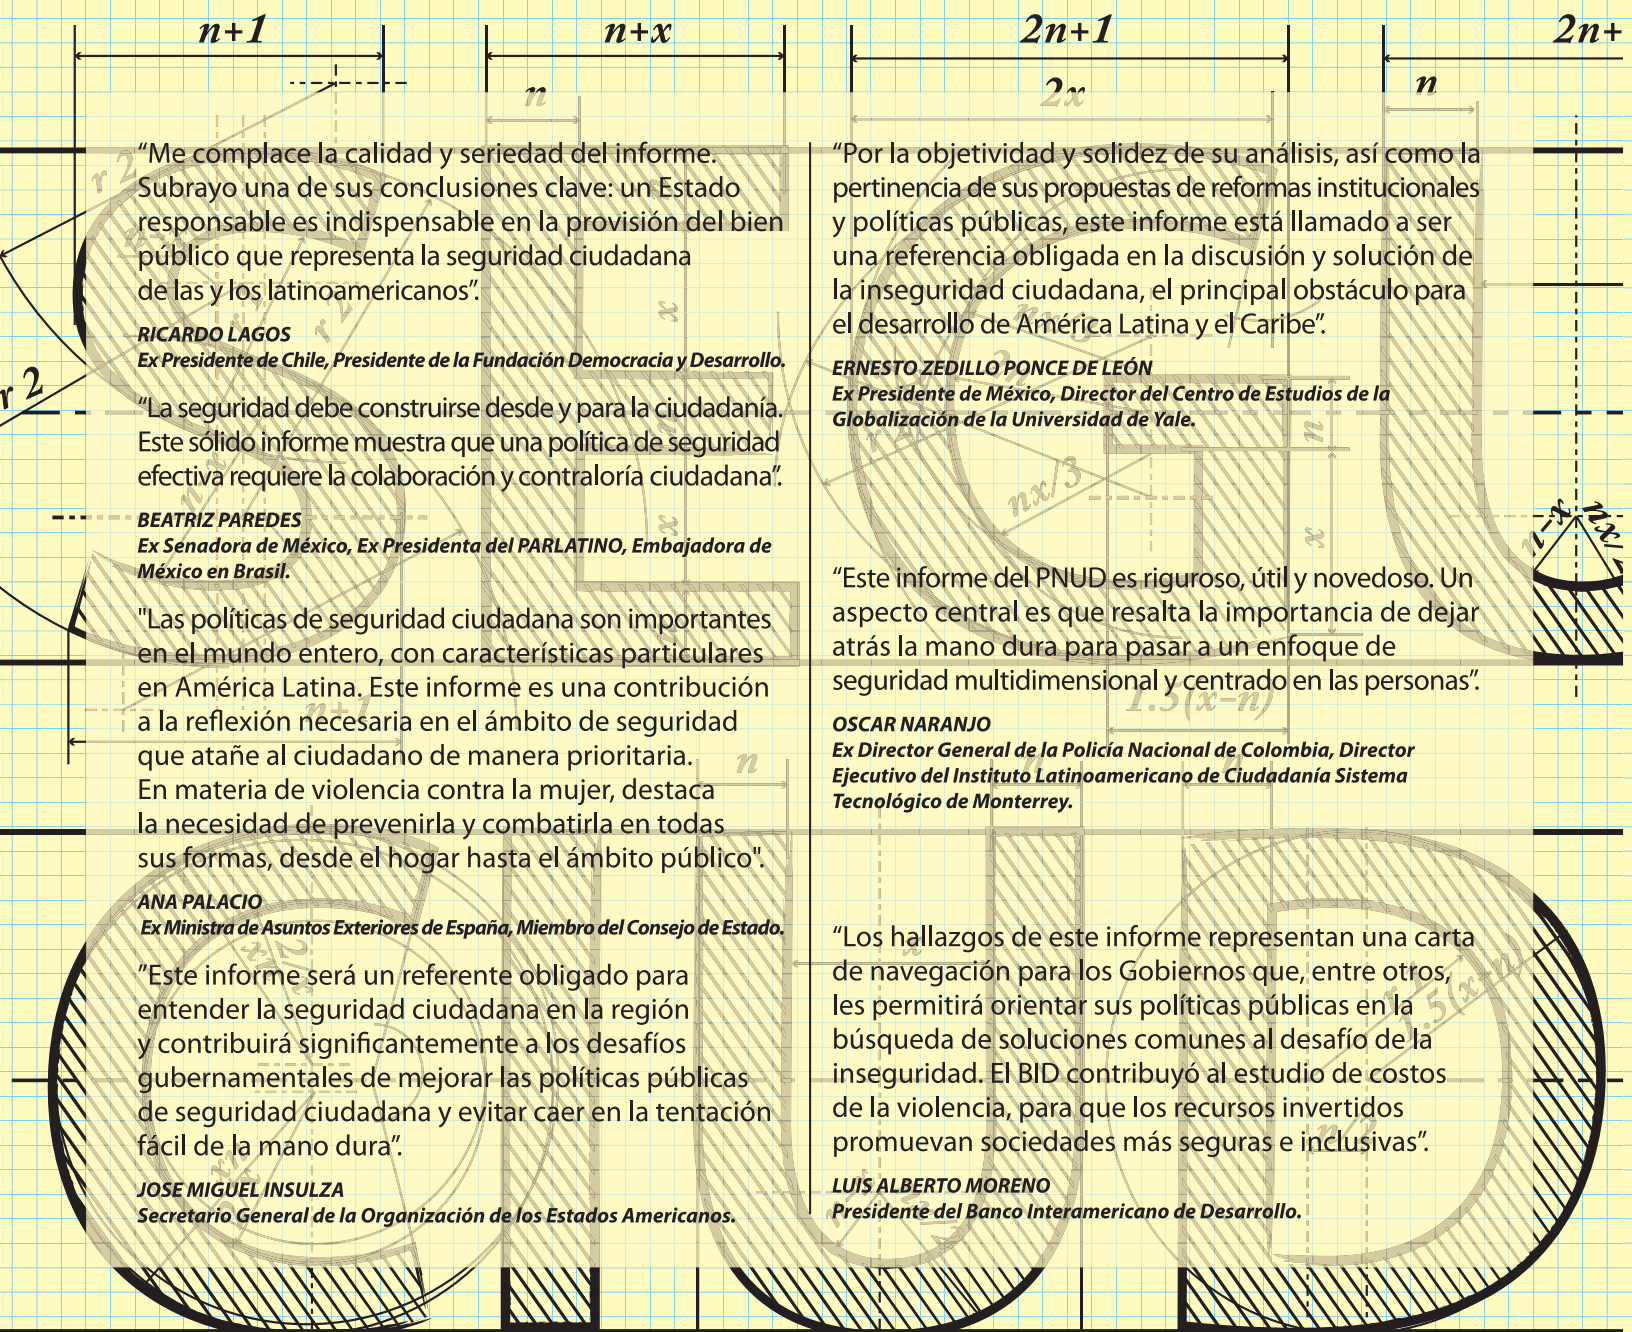 n+1
n+x
2n+1
2n+
n
2x
n
“Me complace la calidad y seriedad del informe.
Subrayo una de sus conclusiones clave: un Estado
responsable es indispensable en la provisión del bien
público que representa la seguridad ciudadana
de las y los latinoamericanos”.
RICARDO LAGOS
Ex Presidente de Chile, Presidente de la Fundación Democracia y Desarrollo.
“La seguridad debe construirse desde y para la ciudadanía.
Este sólido informe muestra que una política de seguridad
efectiva requiere la colaboración y contraloría ciudadana”.
BEATRIZ PAREDES
Ex Senadora de México, Ex Presidenta del PARLATINO, Embajadora de
México en Brasil.
"Las políticas de seguridad ciudadana son importantes
en el mundo entero, con características particulares
en América Latina. Este informe es una contribución
a la reflexión necesaria en el ámbito de seguridad
que atañe al ciudadano de manera prioritaria.
En materia de violencia contra la mujer, destaca
la necesidad de prevenirla y combatirla en todas
sus formas, desde el hogar hasta el ámbito público".
ANA PALACIO
Ex Ministra de Asuntos Exteriores de España, Miembro del Consejo de Estado.
”Este informe será un referente obligado para
entender la seguridad ciudadana en la región
y contribuirá significantemente a los desafíos
gubernamentales de mejorar las políticas públicas
de seguridad ciudadana y evitar caer en la tentación
fácil de la mano dura”.
JOSE MIGUEL INSULZA
Secretario General de la Organización de los Estados Americanos.
“Por la objetividad y solidez de su análisis, así como la
pertinencia de sus propuestas de reformas institucionales
y políticas públicas, este informe está llamado a ser
una referencia obligada en la discusión y solución de
la inseguridad ciudadana, el principal obstáculo para
el desarrollo de América Latina y el Caribe”.
ERNESTO ZEDILLO PONCE DE LEÓN
Ex Presidente de México, Director del Centro de Estudios de la
Globalización de la Universidad de Yale.
“Este informe del PNUD es riguroso, útil y novedoso. Un
aspecto central es que resalta la importancia de dejar
atrás la mano dura para pasar a un enfoque de
seguridad multidimensional y centrado en las personas”.
OSCAR NARANJO
Ex Director General de la Policía Nacional de Colombia, Director
Ejecutivo del Instituto Latinoamericano de Ciudadanía Sistema
Tecnológico de Monterrey.
“Los hallazgos de este informe representan una carta
de navegación para los Gobiernos que, entre otros,
les permitirá orientar sus políticas públicas en la
búsqueda de soluciones comunes al desafío de la
inseguridad. El BID contribuyó al estudio de costos
de la violencia, para que los recursos invertidos
promuevan sociedades más seguras e inclusivas”.
LUIS ALBERTO MORENO
Presidente del Banco Interamericano de Desarrollo.
r 2
r 2
r 2
nx/3
n
x
n-x
nx/
1.5(x-n)
n+1
n
n
n
x
r 1
1.5(x+n)
n/2
SEGU
CIUD